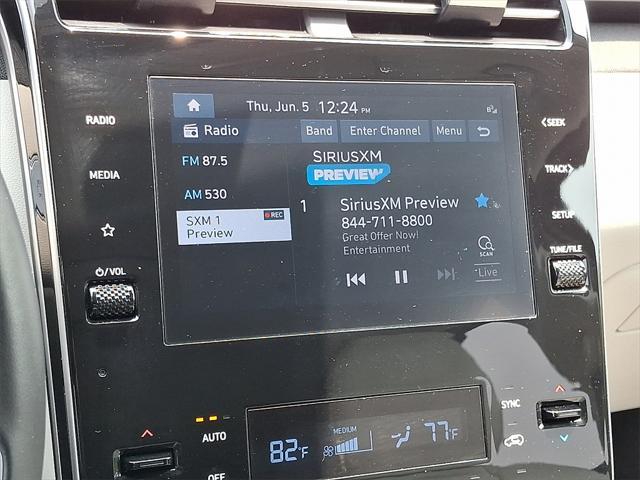 Thu, Jun. 5 12:24 PM
RADIO
Radio
Band
Enter Channel
Menu
SEEK
FM 87.5
SIRIUSXM
PREVIEW
MEDIA
TRACK
AM 530
1 SiriusXM Preview
844-711-8800
Great Offer Now!
Entertainment
SXM 1
Preview
REC
SETUP
SCAN
Live
TUNE/FILE
/VOL
AUTO
OFF
82°F
MEDIUM
77°F
SYNC